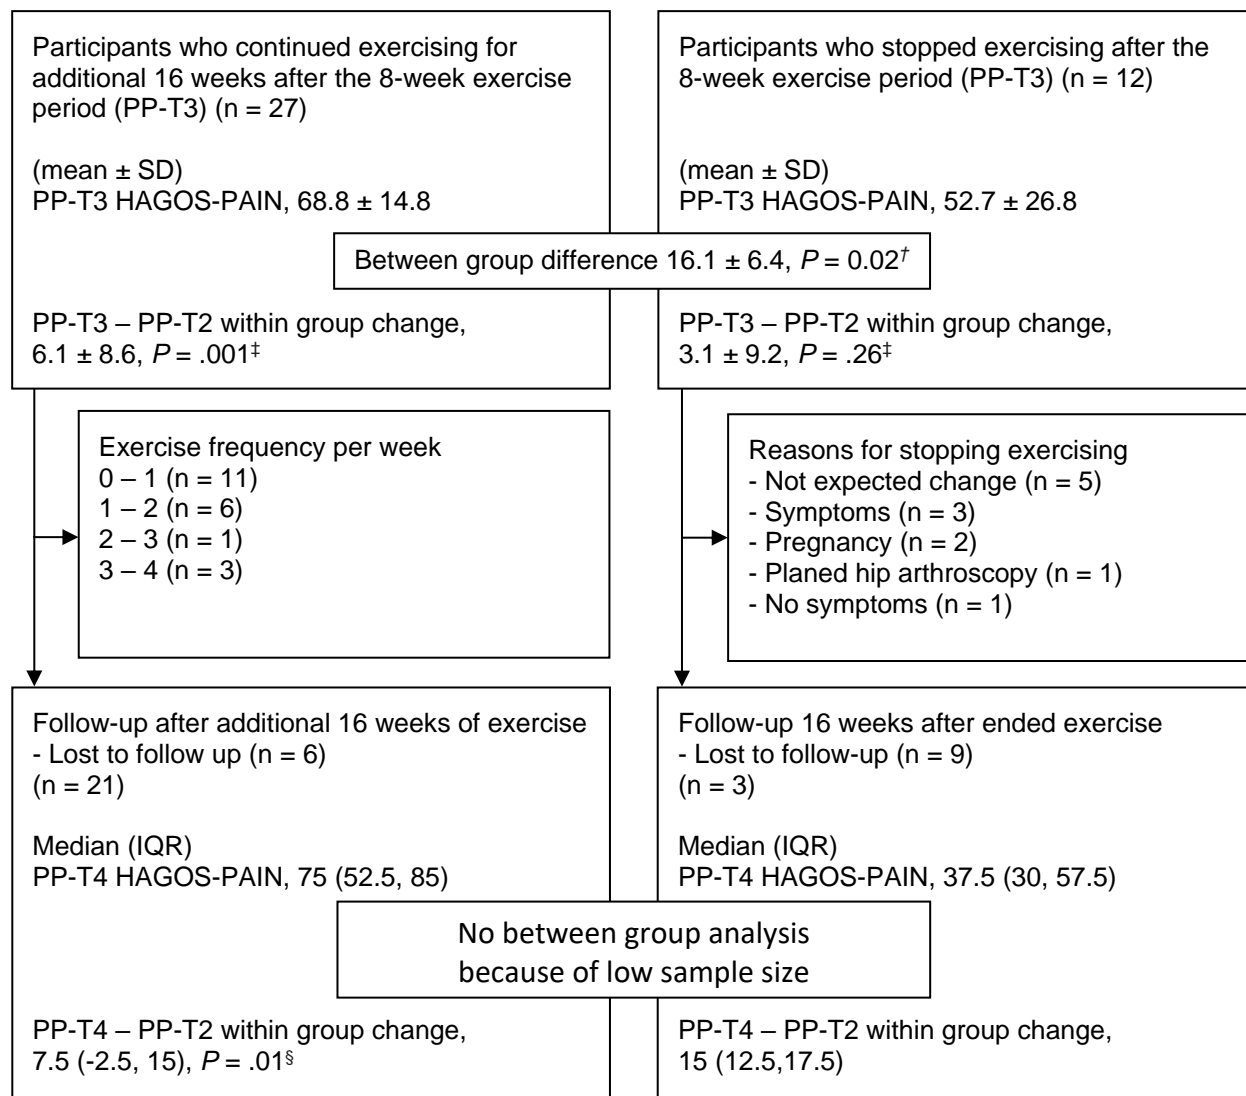 Participants who continued exercising for
additional 16 weeks after the 8-week exercise
period (PP-T3) (n = 27)
(mean ± SD)
PP-T3 HAGOS-PAIN, 68.8 ± 14.8
Participants who stopped exercising after the
8-week exercise period (PP-T3) (n = 12)
(mean ± SD)
PP-T3 HAGOS-PAIN, 52.7 ± 26.8
Between group difference 16.1 ± 6.4, P = 0.02†
PP-T3 – PP-T2 within group change,
6.1 ± 8.6, P = .001‡
PP-T3 – PP-T2 within group change,
3.1 ± 9.2, P = .26‡
Exercise frequency per week
0 – 1 (n = 11)
1 – 2 (n = 6)
2 – 3 (n = 1)
3 – 4 (n = 3)
Reasons for stopping exercising
- Not expected change (n = 5)
- Symptoms (n = 3)
- Pregnancy (n = 2)
- Planed hip arthroscopy (n = 1)
- No symptoms (n = 1)
Follow-up after additional 16 weeks of exercise
- Lost to follow up (n = 6)
(n = 21)
Median (IQR)
PP-T4 HAGOS-PAIN, 75 (52.5, 85)
Follow-up 16 weeks after ended exercise
- Lost to follow-up (n = 9)
(n = 3)
Median (IQR)
PP-T4 HAGOS-PAIN, 37.5 (30, 57.5)
No between group analysis
because of low sample size
PP-T4 – PP-T2 within group change,
7.5 (-2.5, 15), P = .01§
PP-T4 – PP-T2 within group change,
15 (12.5,17.5)